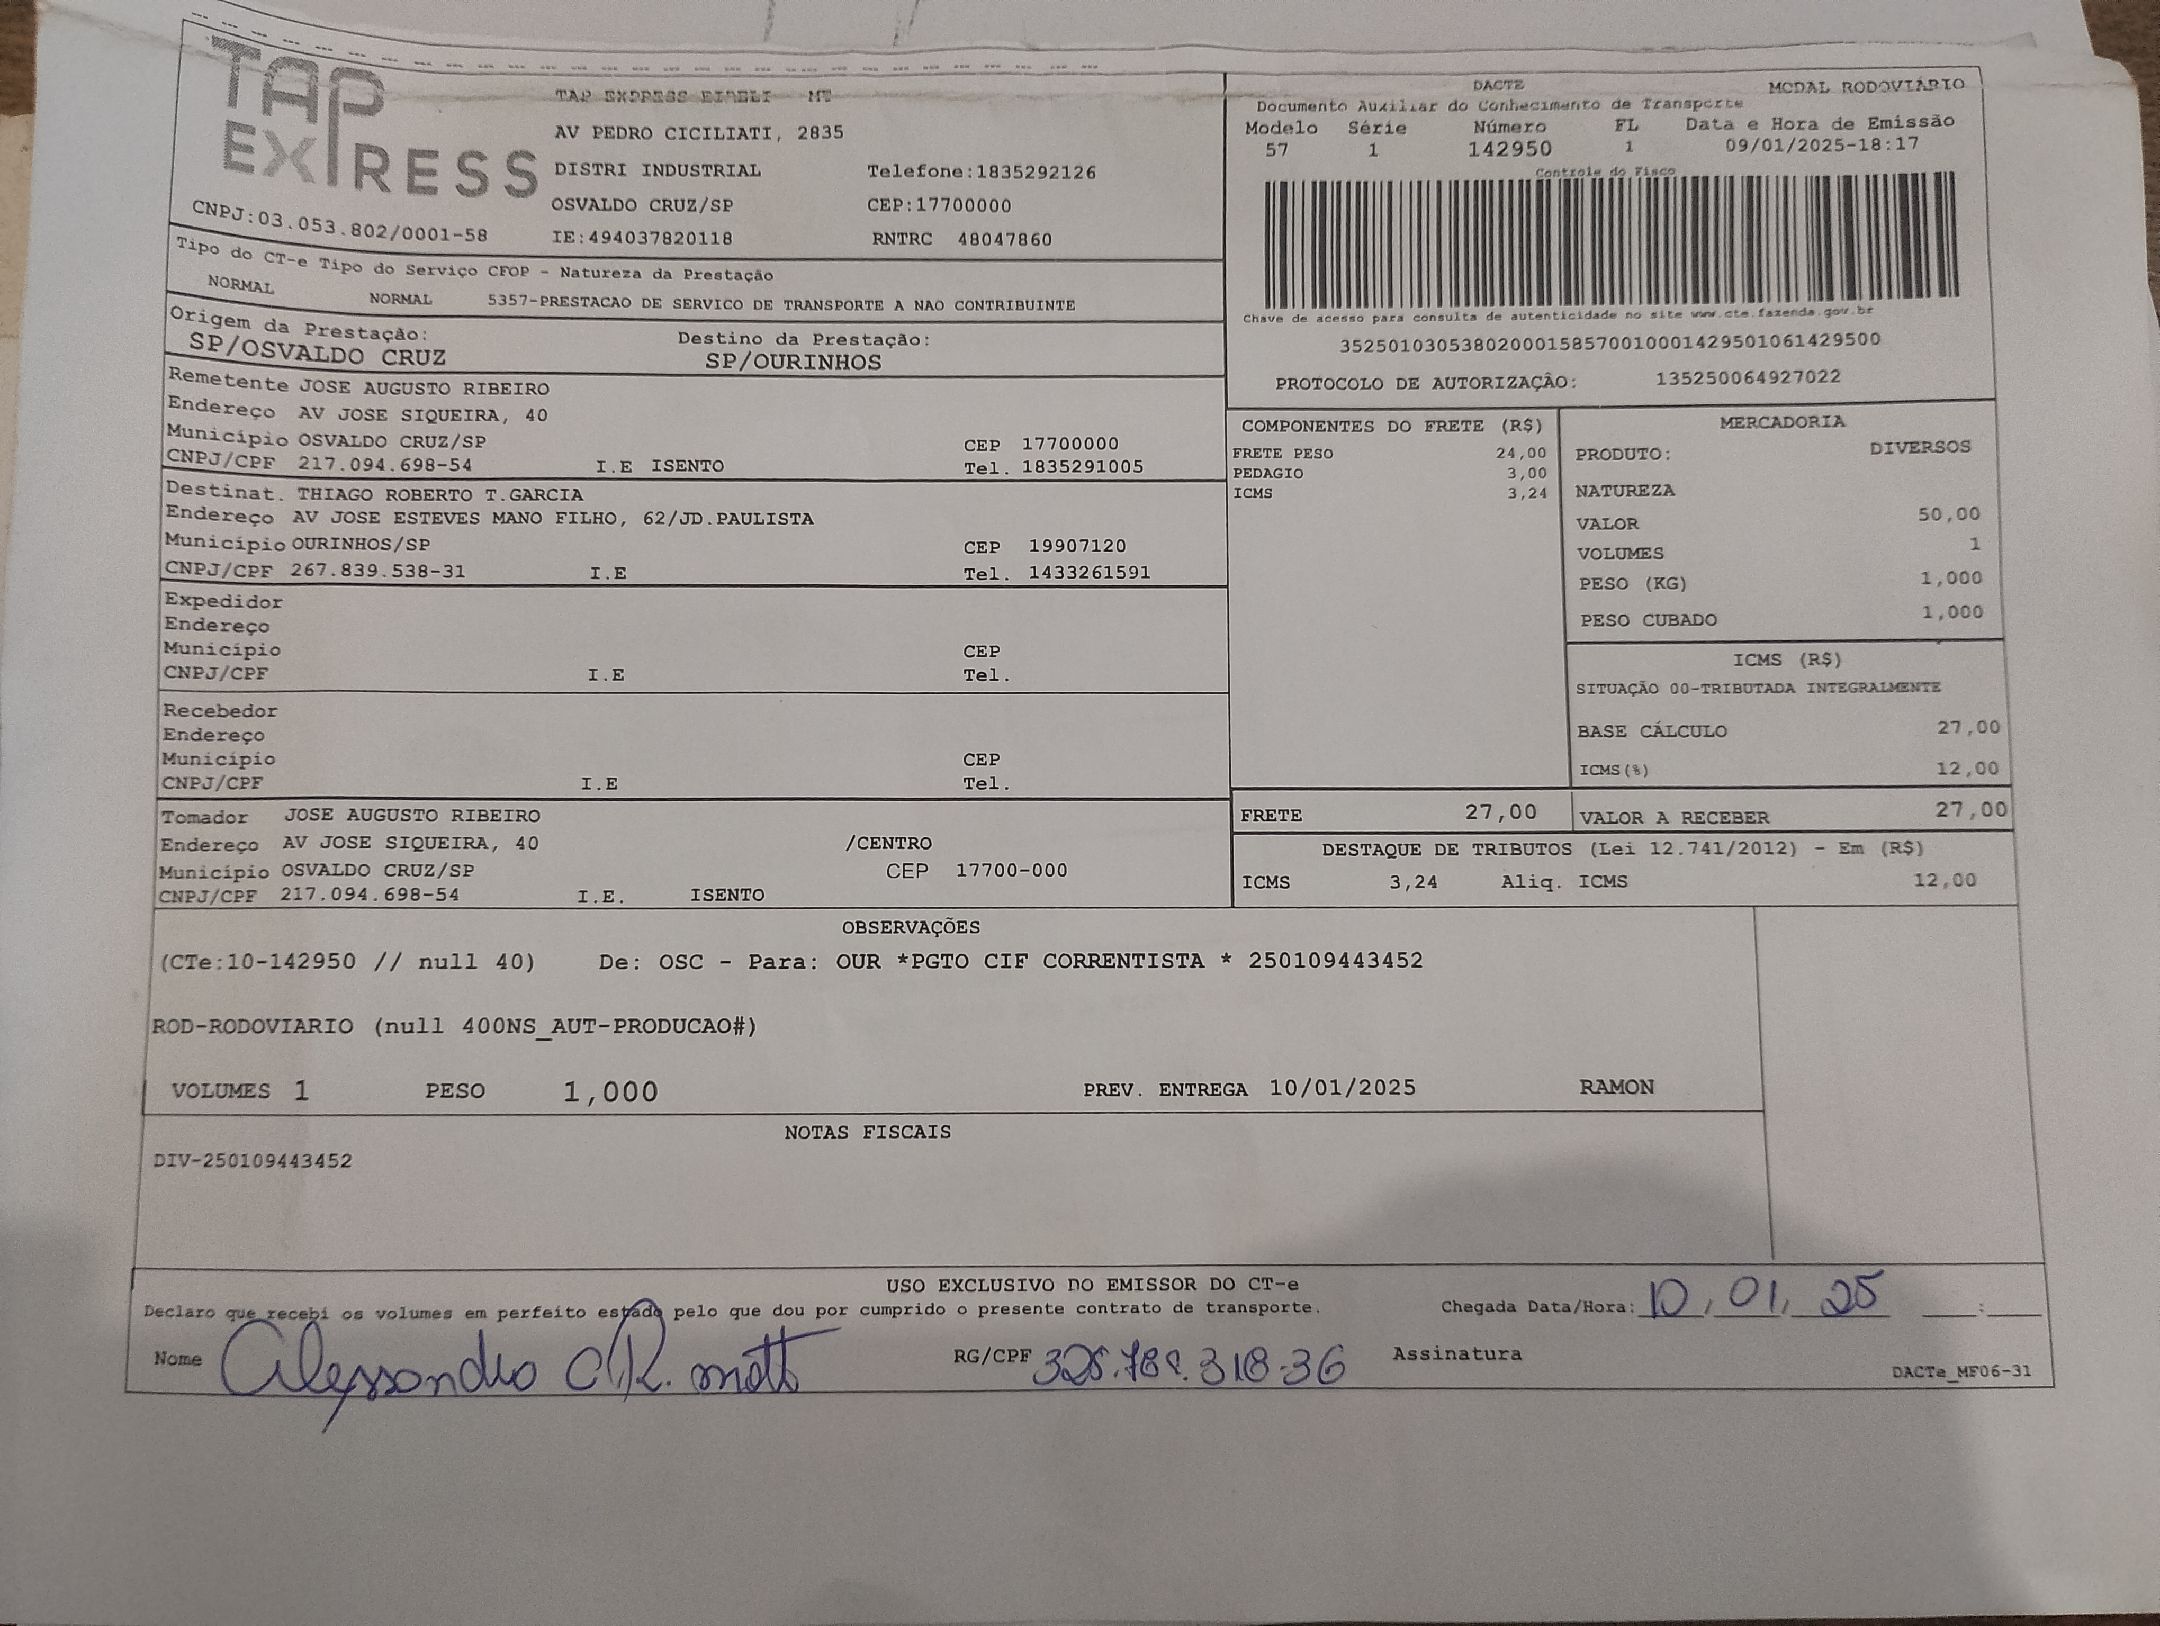 TAP
EXPRESS
CNPJ:03.053.802/0001-58
TAP EXPRESS EIRELI - MT
AV PEDRO CICILIATI, 2835
DISTRI INDUSTRIAL Telefone:1835292126
OSVALDO CRUZ/SP CEP:17700000
IE:494037820118 RNTRC 48047860
DACTE MODAL RODOVIÁRIO
Documento Auxiliar do Conhecimento de Transporte
Modelo Série Número FL Data e Hora de Emissão
57 1 142950 1 09/01/2025-18:17
Controle do Fisco
Chave de acesso para consulta de autenticidade no site www.cte.fazenda.gov.br
35250103053802000158570010001429501061429500
PROTOCOLO DE AUTORIZAÇÃO: 135250064927022
Tipo do CT-e Tipo do Serviço CFOP - Natureza da Prestação
NORMAL NORMAL 5357-PRESTACAO DE SERVICO DE TRANSPORTE A NAO CONTRIBUINTE
Origem da Prestação: Destino da Prestação:
SP/OSVALDO CRUZ SP/OURINHOS
Remetente JOSE AUGUSTO RIBEIRO
Endereço AV JOSE SIQUEIRA, 40
Município OSVALDO CRUZ/SP CEP 17700000
CNPJ/CPF 217.094.698-54 I.E ISENTO Tel. 1835291005
Destinat. THIAGO ROBERTO T.GARCIA
Endereço AV JOSE ESTEVES MANO FILHO, 62/JD.PAULISTA
Município OURINHOS/SP CEP 19907120
CNPJ/CPF 267.839.538-31 I.E Tel. 1433261591
Expedidor
Endereço
Município CEP
CNPJ/CPF I.E Tel.
Recebedor
Endereço
Município CEP
CNPJ/CPF I.E Tel.
Tomador JOSE AUGUSTO RIBEIRO
Endereço AV JOSE SIQUEIRA, 40 /CENTRO
Município OSVALDO CRUZ/SP CEP 17700-000
CNPJ/CPF 217.094.698-54 I.E. ISENTO
COMPONENTES DO FRETE (R$)
FRETE PESO 24,00
PEDAGIO 3,00
ICMS 3,24
MERCADORIA
PRODUTO: DIVERSOS
NATUREZA
VALOR 50,00
VOLUMES 1
PESO (KG) 1,000
PESO CUBADO 1,000
ICMS (R$)
SITUAÇÃO 00-TRIBUTADA INTEGRALMENTE
BASE CÁLCULO 27,00
ICMS(%) 12,00
FRETE 27,00 VALOR A RECEBER 27,00
DESTAQUE DE TRIBUTOS (Lei 12.741/2012) - Em (R$)
ICMS 3,24 Aliq. ICMS 12,00
OBSERVAÇÕES
(CTe:10-142950 // null 40) De: OSC - Para: OUR *PGTO CIF CORRENTISTA * 250109443452
ROD-RODOVIARIO (null 400NS_AUT-PRODUCAO#)
VOLUMES 1 PESO 1,000 PREV. ENTREGA 10/01/2025 RAMON
NOTAS FISCAIS
DIV-250109443452
USO EXCLUSIVO DO EMISSOR DO CT-e
Declaro que recebi os volumes em perfeito estado pelo que dou por cumprido o presente contrato de transporte. Chegada Data/Hora: 10, 01, 25 :
Nome RG/CPF Assinatura
DACTe_MF06-31